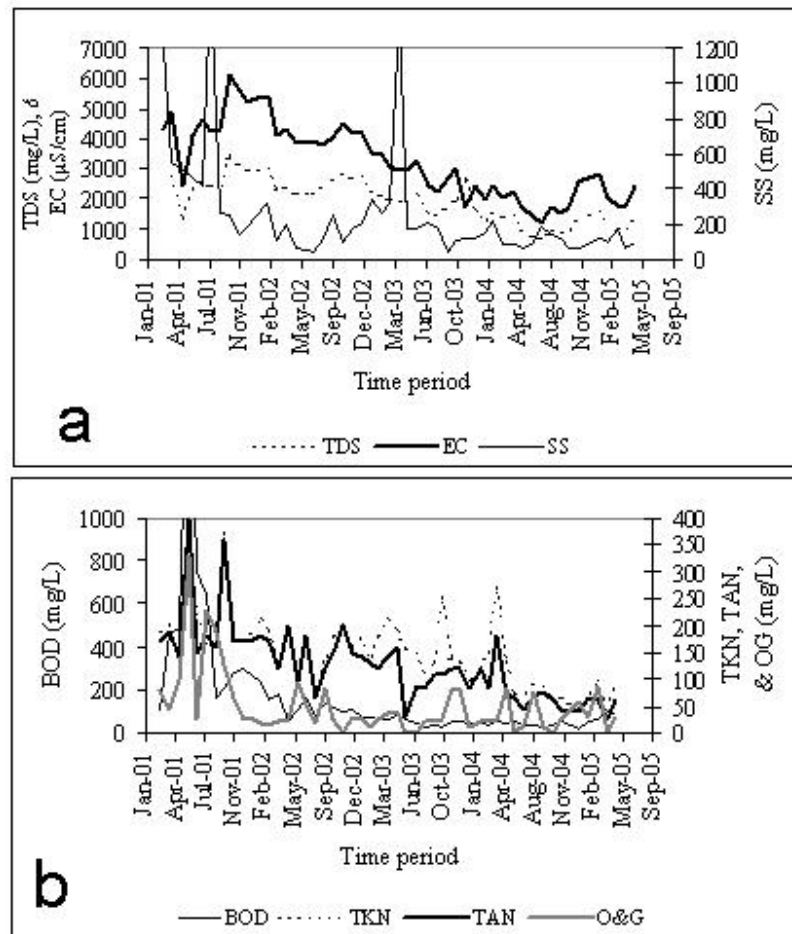 TDS (mg/L), ó
EC (µS/cm)
7000
6000
5000
4000
3000
2000
1000
0
1200
1000
800
600
400
200
0
SS (mg/L)
Jan-01
Apr-01
Jul-01
Nov-01
Feb-02
May-02
Sep-02
Dec-02
Mar-03
Jun-03
Oct-03
Jan-04
Apr-04
Aug-04
Nov-04
Feb-05
May-05
Sep-05
Time period
a
TDS EC SS
BOD (mg/L)
1000
800
600
400
200
0
400
350
300
250
200
150
100
50
0
TKN, TAN,
& OG (mg/L)
Jan-01
Apr-01
Jul-01
Nov-01
Feb-02
May-02
Sep-02
Dec-02
Mar-03
Jun-03
Oct-03
Jan-04
Apr-04
Aug-04
Nov-04
Feb-05
May-05
Sep-05
Time period
b
BOD TKN TAN O&G